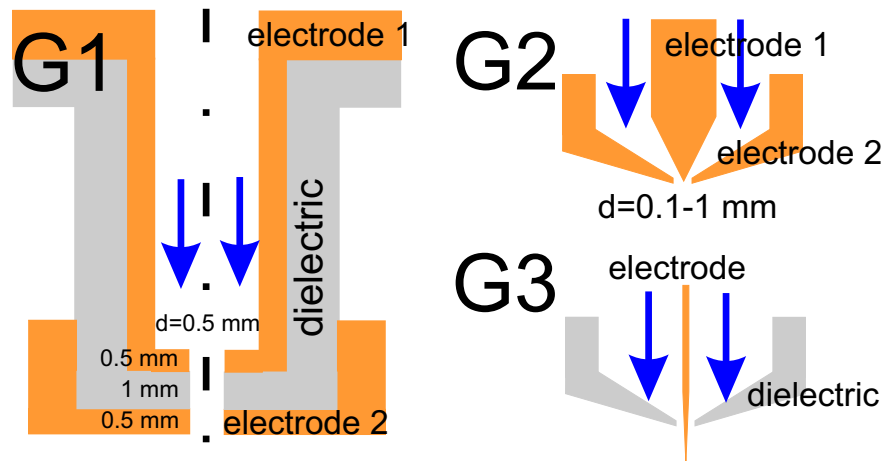 G1
electrode 1
dielectric
d=0.5 mm
0.5 mm
1 mm
0.5 mm
electrode 2
G2
electrode 1
electrode 2
d=0.1-1 mm
G3
electrode
dielectric